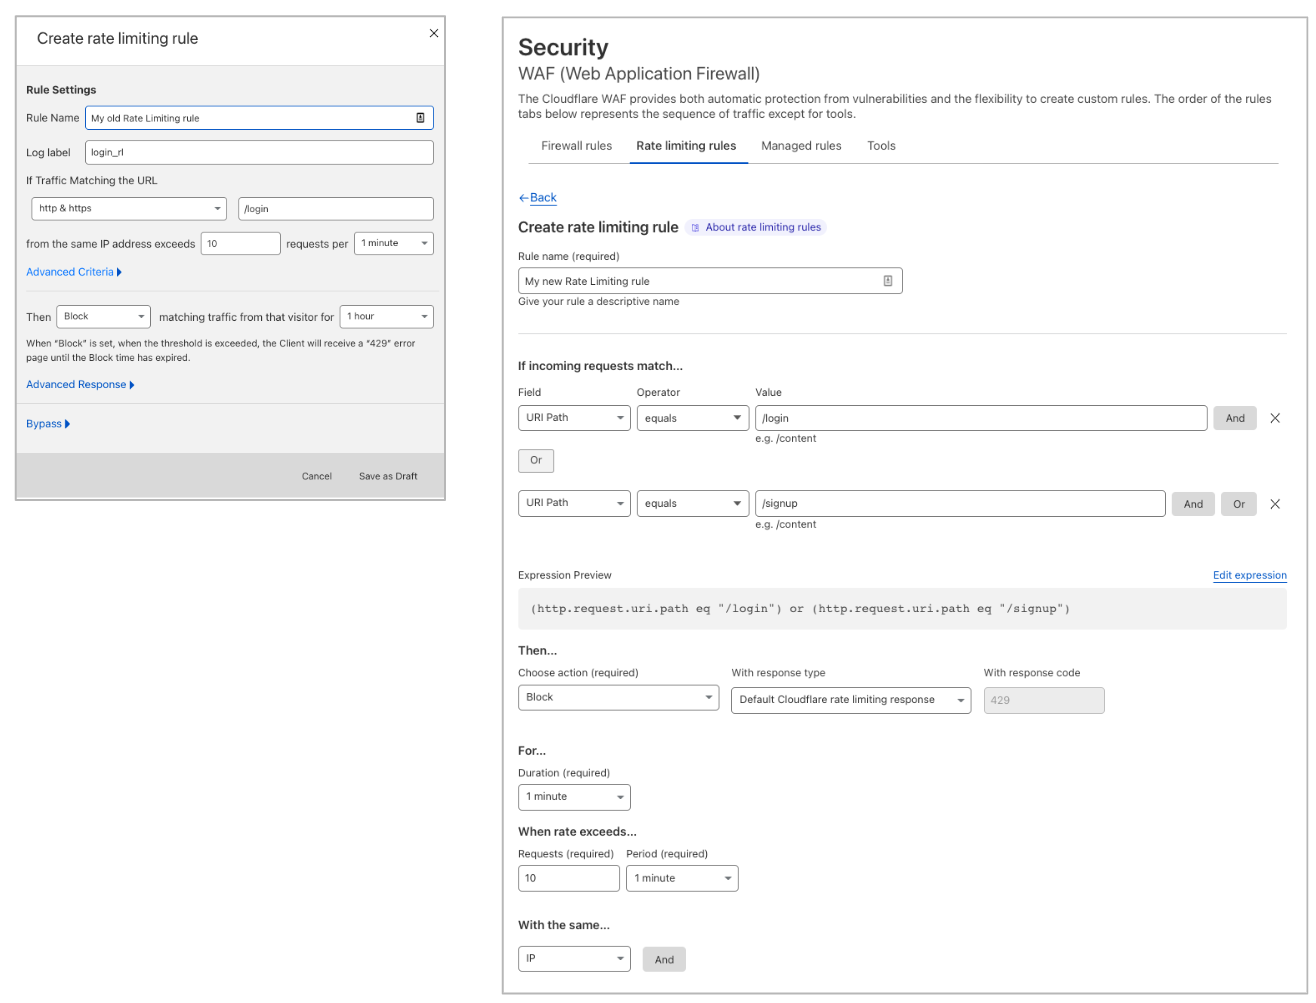 Create rate limiting rule
Rule Settings
Rule Name My old Rate Limiting rule
Log label login_rl
If Traffic Matching the URL
http & https /login
from the same IP address exceeds 10 requests per 1 minute
Advanced Criteria
Then Block matching traffic from that visitor for 1 hour
When "Block" is set, when the threshold is exceeded, the Client will receive a "429" error
page until the Block time has expired.
Advanced Response
Bypass
Cancel Save as Draft
Security
WAF (Web Application Firewall)
The Cloudflare WAF provides both automatic protection from vulnerabilities and the flexibility to create custom rules. The order of the rules
tabs below represents the sequence of traffic except for tools.
Firewall rules Rate limiting rules Managed rules Tools
←Back
Create rate limiting rule About rate limiting rules
Rule name (required)
My new Rate Limiting rule
Give your rule a descriptive name
If incoming requests match...
Field Operator Value
URI Path equals /login And
e.g. /content
Or
URI Path equals /signup And Or
e.g. /content
Expression Preview Edit expression
(http.request.uri.path eq "/login") or (http.request.uri.path eq "/signup")
Then...
Choose action (required) With response type With response code
Block Default Cloudflare rate limiting response 429
For...
Duration (required)
1 minute
When rate exceeds...
Requests (required) Period (required)
10 1 minute
With the same...
IP And